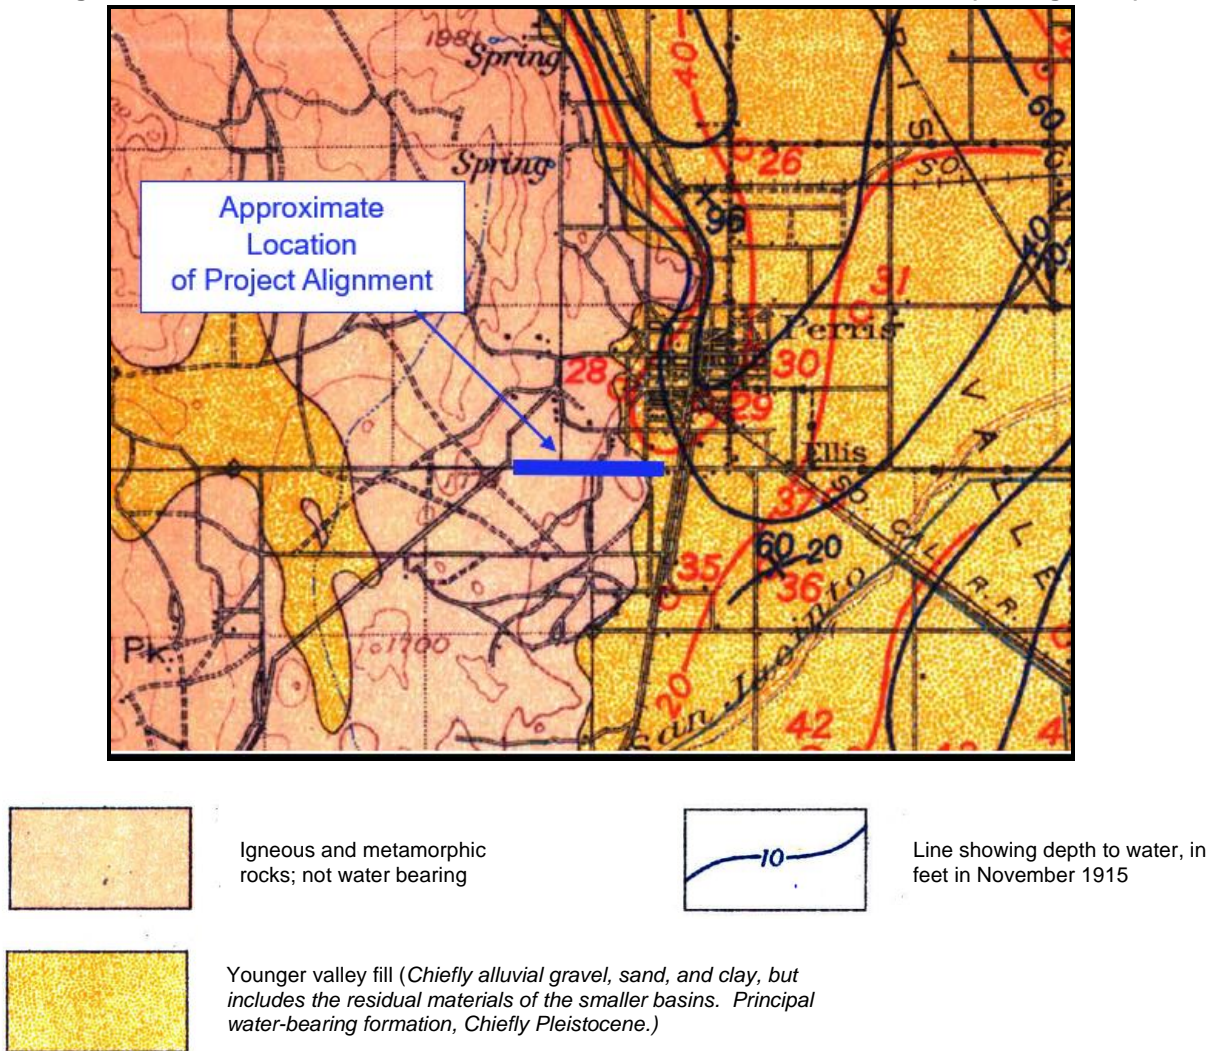 1981
Spring
40
60
Spring
26
SO.
96
Approximate
Location
of Project Alignment
40
20
31
Perris
28
30
29
V
A
L
L
E
Ellis
SO.
CAL.
R.R.
37
60
20
35
36
1700
Pk.
20
San Jacinto
42
4
Igneous and metamorphic
rocks; not water bearing
10
Line showing depth to water, in
feet in November 1915
Younger valley fill (Chiefly alluvial gravel, sand, and clay, but
includes the residual materials of the smaller basins. Principal
water-bearing formation, Chiefly Pleistocene.)